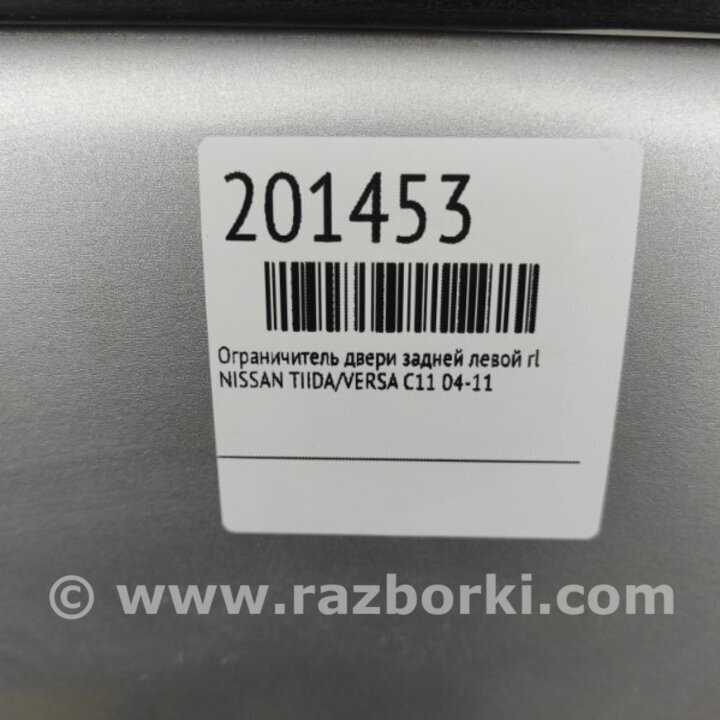 201453
Ограничитель двери задней левой rl
NISSAN TIIDA/VERSA C11 04-11
© www.razborki.com